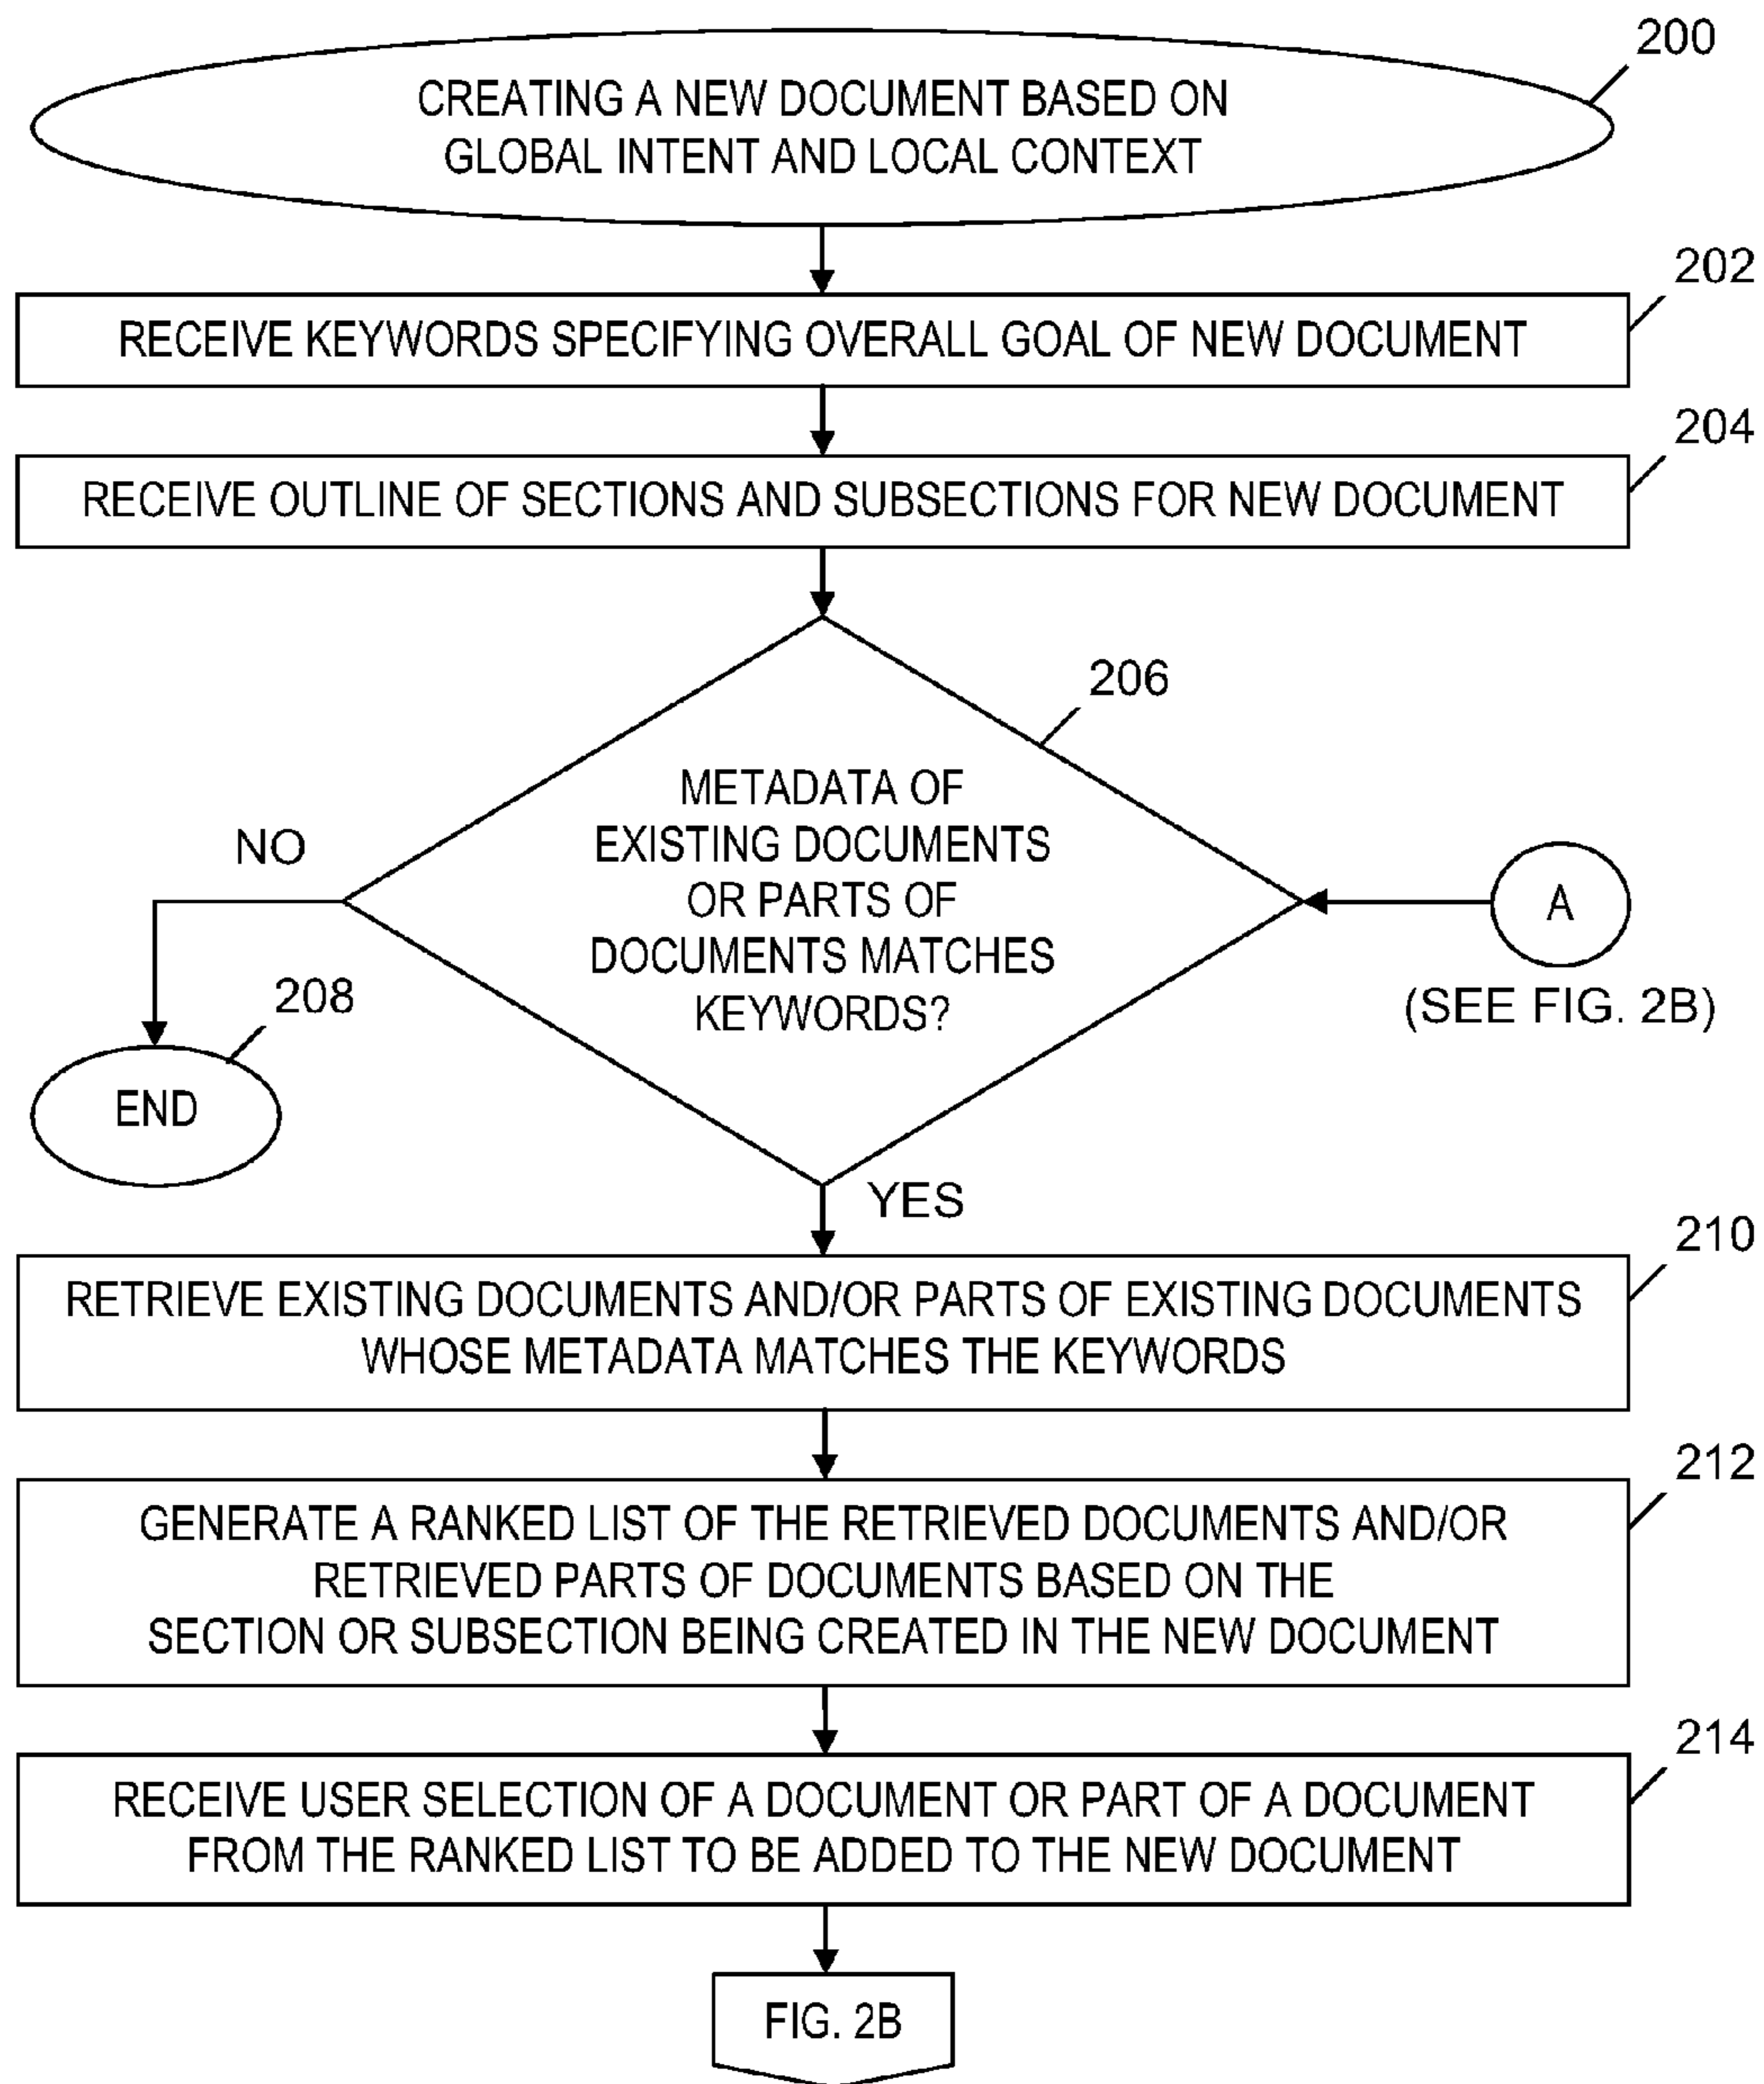 200
CREATING A NEW DOCUMENT BASED ON
GLOBAL INTENT AND LOCAL CONTEXT
202
RECEIVE KEYWORDS SPECIFYING OVERALL GOAL OF NEW DOCUMENT
204
RECEIVE OUTLINE OF SECTIONS AND SUBSECTIONS FOR NEW DOCUMENT
206
METADATA OF
EXISTING DOCUMENTS
OR PARTS OF
DOCUMENTS MATCHES
KEYWORDS?
NO
A
(SEE FIG. 2B)
208
END
YES
210
RETRIEVE EXISTING DOCUMENTS AND/OR PARTS OF EXISTING DOCUMENTS
WHOSE METADATA MATCHES THE KEYWORDS
212
GENERATE A RANKED LIST OF THE RETRIEVED DOCUMENTS AND/OR
RETRIEVED PARTS OF DOCUMENTS BASED ON THE
SECTION OR SUBSECTION BEING CREATED IN THE NEW DOCUMENT
214
RECEIVE USER SELECTION OF A DOCUMENT OR PART OF A DOCUMENT
FROM THE RANKED LIST TO BE ADDED TO THE NEW DOCUMENT
FIG. 2B